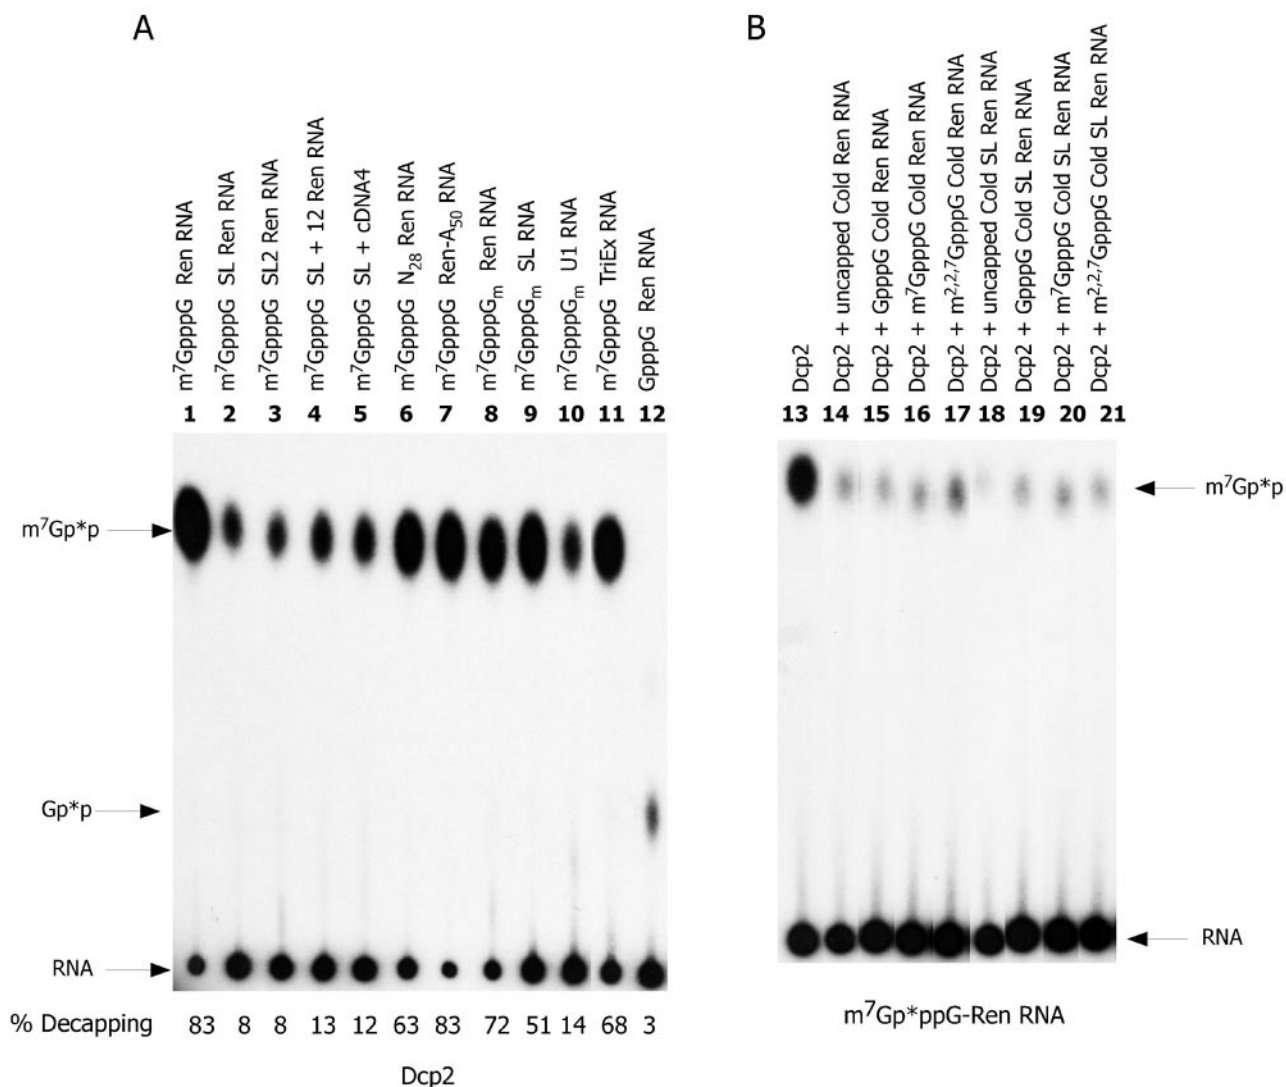 A
m⁷GpppG Ren RNA
m⁷GpppG SL Ren RNA
m⁷GpppG SL2 Ren RNA
m⁷GpppG SL + 12 Ren RNA
m⁷GpppG SL + cDNA4
m⁷GpppG N₂₈ Ren RNA
m⁷GpppG Ren-A₅₀ RNA
m⁷GpppGₘ Ren RNA
m⁷GpppGₘ SL RNA
m⁷GpppGₘ U1 RNA
m⁷GpppG TriEx RNA
GpppG Ren RNA
1 2 3 4 5 6 7 8 9 10 11 12
m⁷Gp*p
Gp*p
RNA
% Decapping 83 8 8 13 12 63 83 72 51 14 68 3
Dcp2
B
Dcp2
Dcp2 + uncapped Cold Ren RNA
Dcp2 + GpppG Cold Ren RNA
Dcp2 + m⁷GpppG Cold Ren RNA
Dcp2 + m²,²,⁷GpppG Cold Ren RNA
Dcp2 + uncapped Cold SL Ren RNA
Dcp2 + GpppG Cold SL Ren RNA
Dcp2 + m⁷GpppG Cold SL Ren RNA
Dcp2 + m²,²,⁷GpppG Cold SL Ren RNA
13 14 15 16 17 18 19 20 21
m⁷Gp*p
RNA
m⁷Gp*ppG-Ren RNA